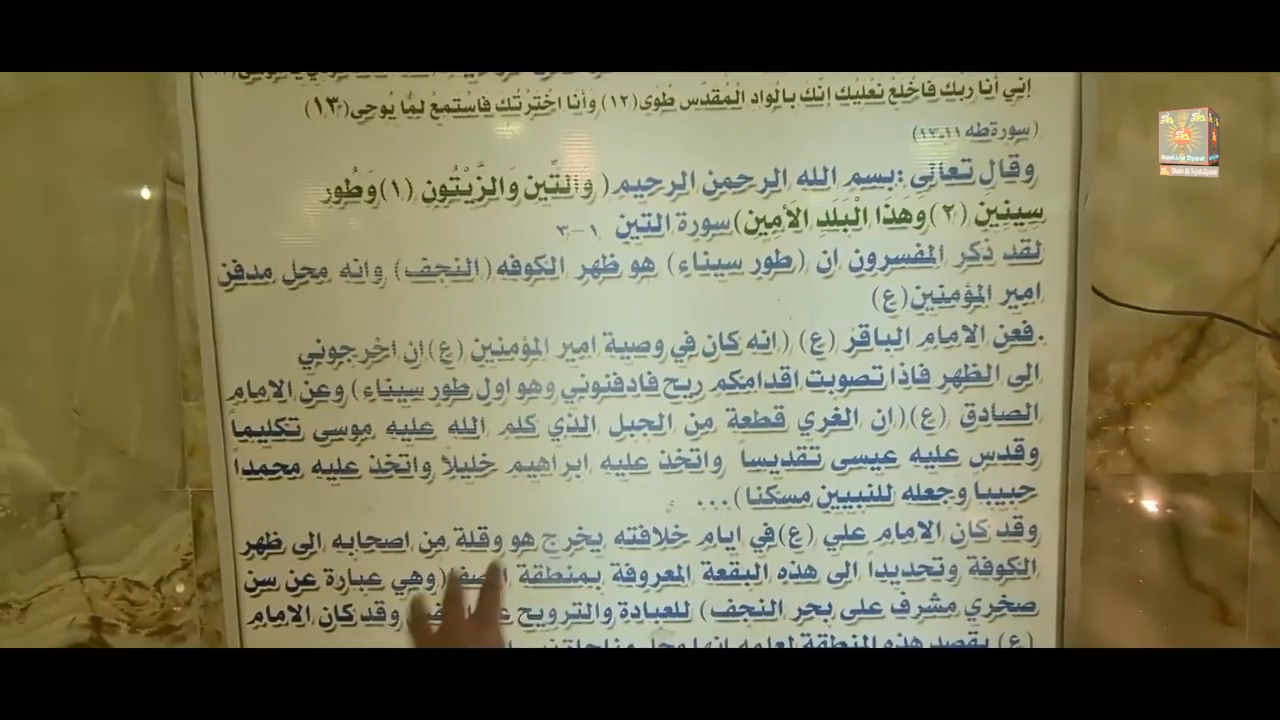 إني أنا ربك فاخلع نعليك إنك بالواد المقدس طوى (١٢) وأنا اخترتك فاستمع لما يوحى (١٣)
(سورة طه ١١-١٣)
وقال تعالى :بسم الله الرحمن الرحيم( والتين والزيتون (١) وطور
سينين (٢) وهذا البلد الأمين) سورة التين ١-٣
لقد ذكر المفسرون ان (طور سيناء) هو ظهر الكوفه (النجف) وانه محل مدفن
امير المؤمنين (ع)
.فعن الامام الباقر (ع) (انه كان في وصية امير المؤمنين (ع) ان اخرجوني
الى الظهر فاذا تصوبت اقدامكم ريح فادفنوني وهو اول طور سيناء) وعن الامام
الصادق (ع)(ان الغري قطعة من الجبل الذي كلم الله عليه موسى تكليماً
وقدس عليه عيسى تقديسا واتخذ عليه ابراهيم خليلاً واتخذ عليه محمداً
حبيبا وجعله للنبيين مسكنا)...
وقد كان الامام علي (ع)في ايام خلافته يخرج هو وقلة من اصحابه الى ظهر
الكوفة وتحديداً الى هذه البقعة المعروفة بمنطقة (وهي عبارة عن سن
صخري مشرف على بحر النجف) للعبادة والترويح وقد كان الامام
(ع) يقصد هذه المنطقة لعلمه انها محل